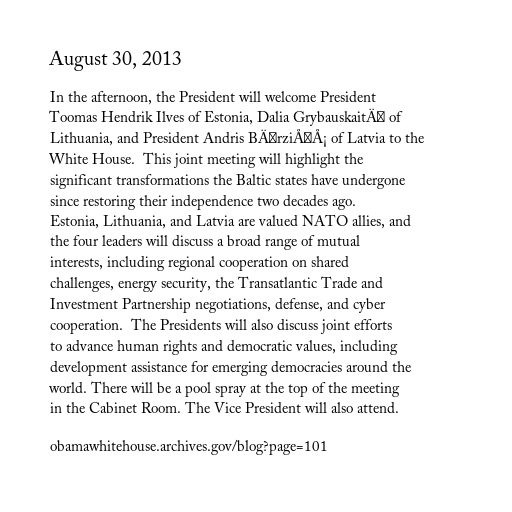 August 30, 2013
In the afternoon, the President will welcome President
Toomas Hendrik Ilves of Estonia, Dalia GrybauskaitÄ of
Lithuania, and President Andris BÄrziÅÅ¡ of Latvia to the
White House.  This joint meeting will highlight the
significant transformations the Baltic states have undergone
since restoring their independence two decades ago.
Estonia, Lithuania, and Latvia are valued NATO allies, and
the four leaders will discuss a broad range of mutual
interests, including regional cooperation on shared
challenges, energy security, the Transatlantic Trade and
Investment Partnership negotiations, defense, and cyber
cooperation.  The Presidents will also discuss joint efforts
to advance human rights and democratic values, including
development assistance for emerging democracies around the
world. There will be a pool spray at the top of the meeting
in the Cabinet Room. The Vice President will also attend.
obamawhitehouse.archives.gov/blog?page=101